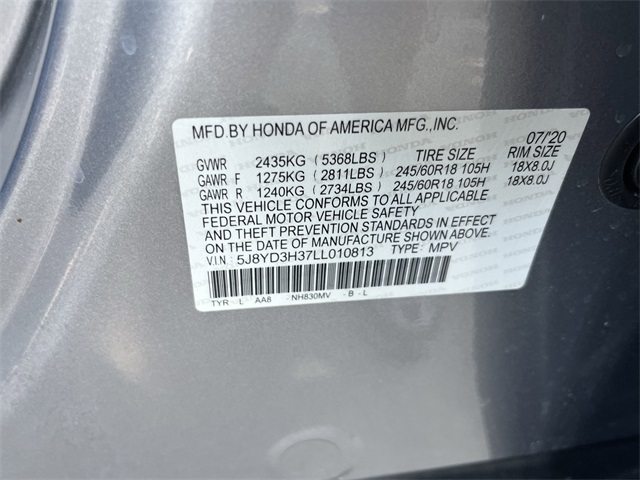 MFD.BY HONDA OF AMERICA MFG.,INC. 07/'20
GVWR 2435KG (5368LBS) TIRE SIZE RIM SIZE
GAWR F 1275KG (2811LBS) 245/60R18 105H 18X8.0J
GAWR R 1240KG (2734LBS) 245/60R18 105H 18X8.0J
THIS VEHICLE CONFORMS TO ALL APPLICABLE
FEDERAL MOTOR VEHICLE SAFETY
AND THEFT PREVENTION STANDARDS IN EFFECT
ON THE DATE OF MANUFACTURE SHOWN ABOVE.
V.I.N: 5J8YD3H37LL010813 TYPE: MPV
TYR - L AA8 - NH830MV - B - L